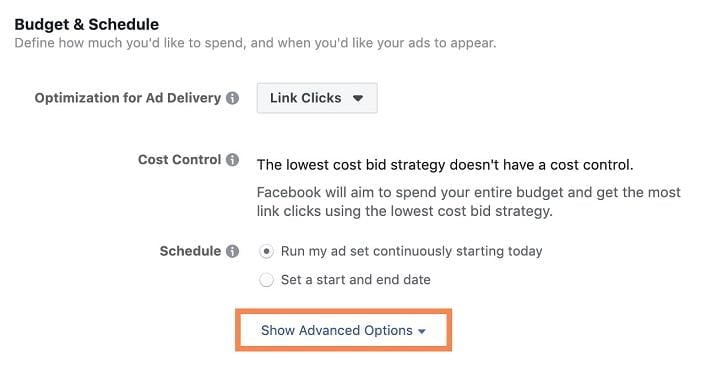 Budget & Schedule
Define how much you'd like to spend, and when you'd like your ads to appear.
Optimization for Ad Delivery
Link Clicks
Cost Control
The lowest cost bid strategy doesn't have a cost control.
Facebook will aim to spend your entire budget and get the most
link clicks using the lowest cost bid strategy.
Schedule
Run my ad set continuously starting today
Set a start and end date
Show Advanced Options